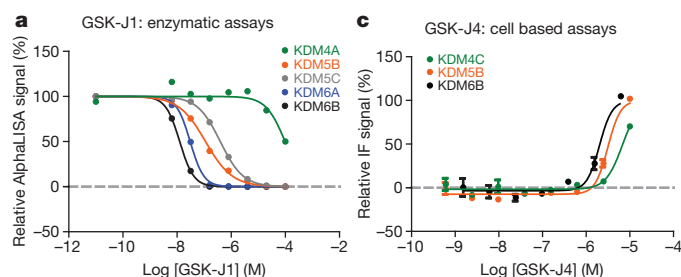 a GSK-J1: enzymatic assays
Relative AlphaLISA signal (%)
150
100
50
0
−50
KDM4A
KDM5B
KDM5C
KDM6A
KDM6B
−12 −10 −8 −6 −4 −2
Log [GSK-J1] (M)
c GSK-J4: cell based assays
Relative IF signal (%)
150
100
50
0
−50
KDM4C
KDM5B
KDM6B
−10 −9 −8 −7 −6 −5 −4
Log [GSK-J4] (M)